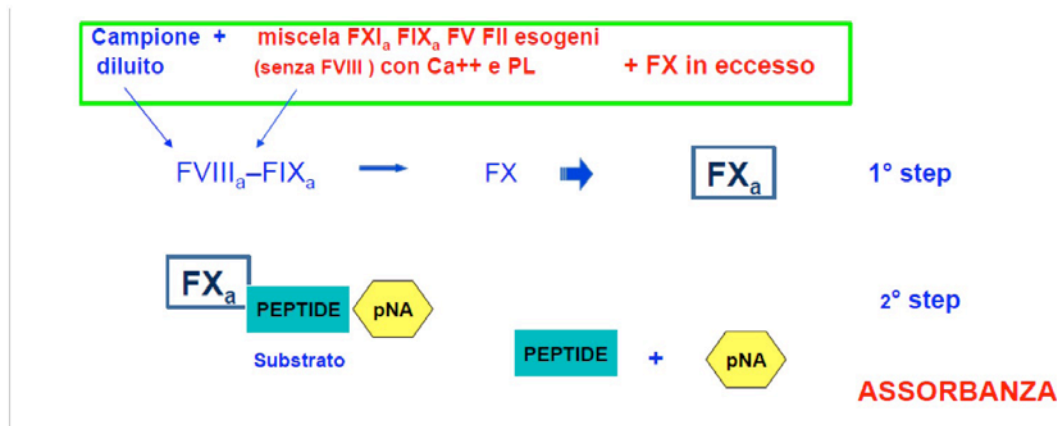 Campione + miscela FXIa FIXa FV FII esogeni
diluito (senza FVIII ) con Ca++ e PL + FX in eccesso
FVIIIa–FIXa FX FXa 1° step
FXa PEPTIDE pNA 2° step
Substrato PEPTIDE + pNA
ASSORBANZA